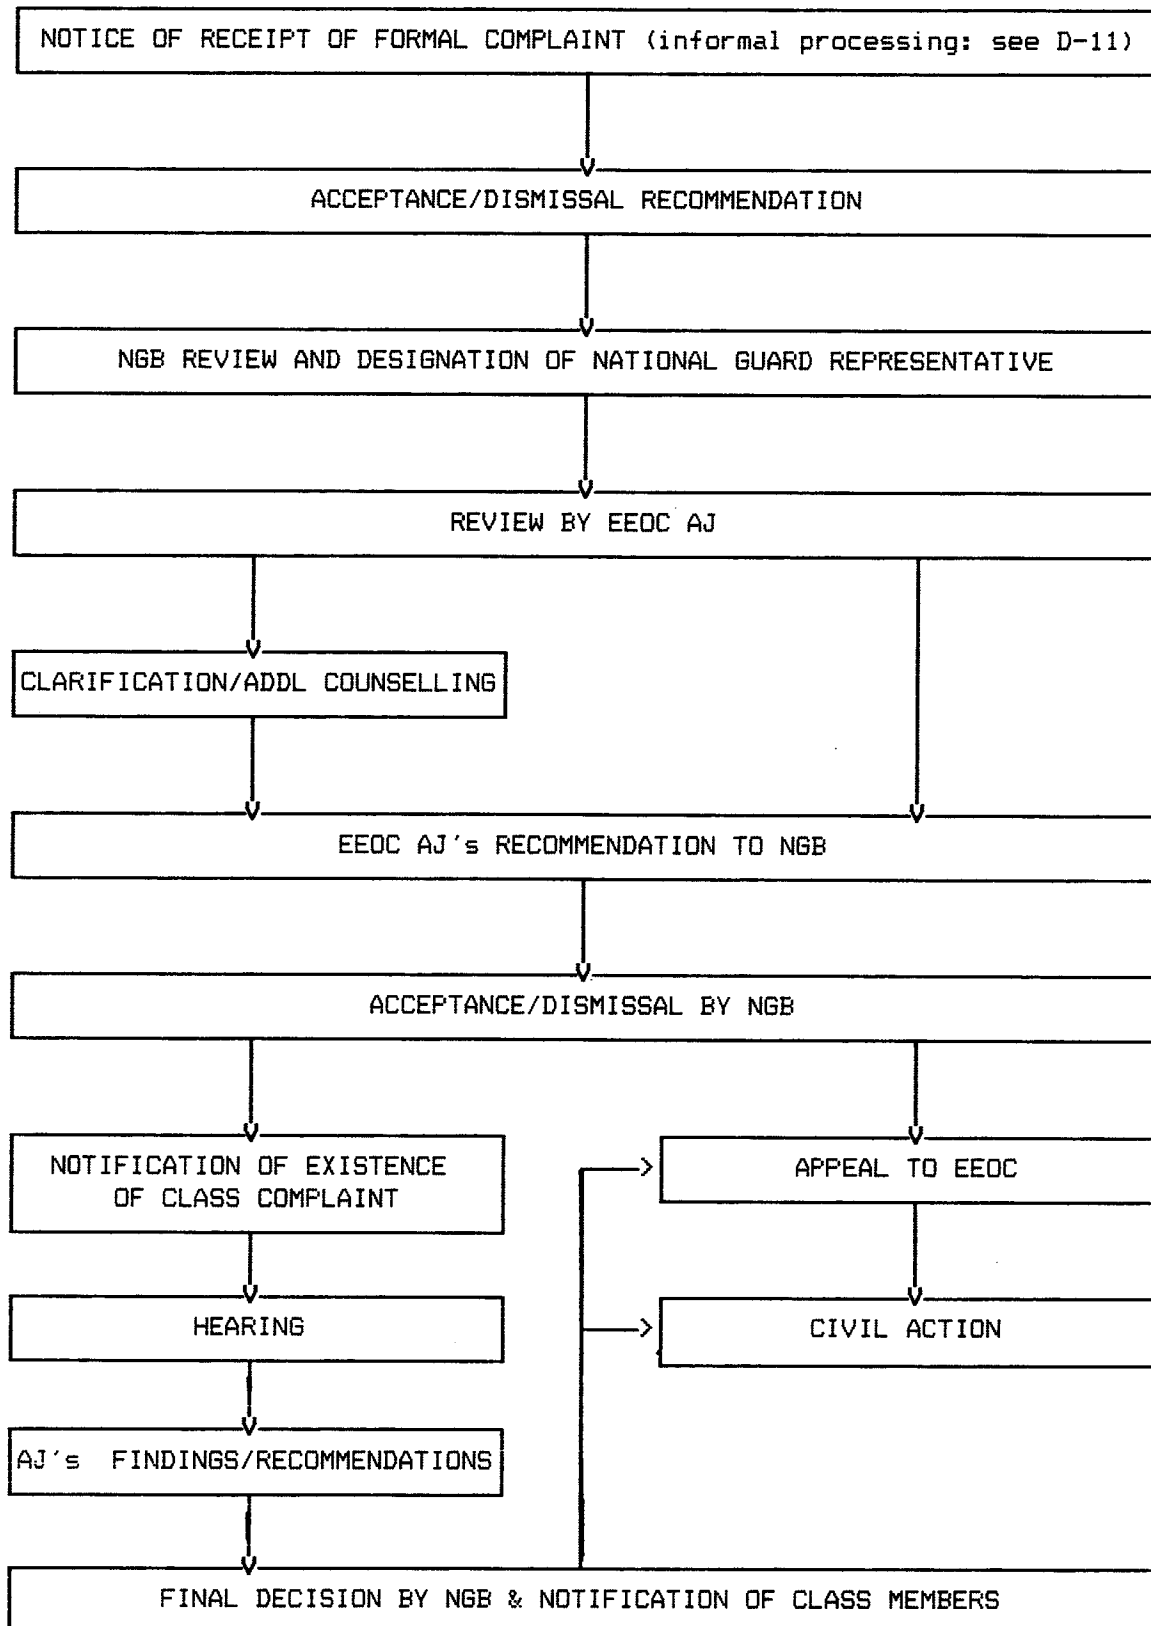 NOTICE OF RECEIPT OF FORMAL COMPLAINT (informal processing: see D-11)
ACCEPTANCE/DISMISSAL RECOMMENDATION
NGB REVIEW AND DESIGNATION OF NATIONAL GUARD REPRESENTATIVE
REVIEW BY EEOC AJ
CLARIFICATION/ADDL COUNSELLING
EEOC AJ's RECOMMENDATION TO NGB
ACCEPTANCE/DISMISSAL BY NGB
NOTIFICATION OF EXISTENCE
OF CLASS COMPLAINT
APPEAL TO EEOC
HEARING
CIVIL ACTION
AJ's FINDINGS/RECOMMENDATIONS
FINAL DECISION BY NGB & NOTIFICATION OF CLASS MEMBERS